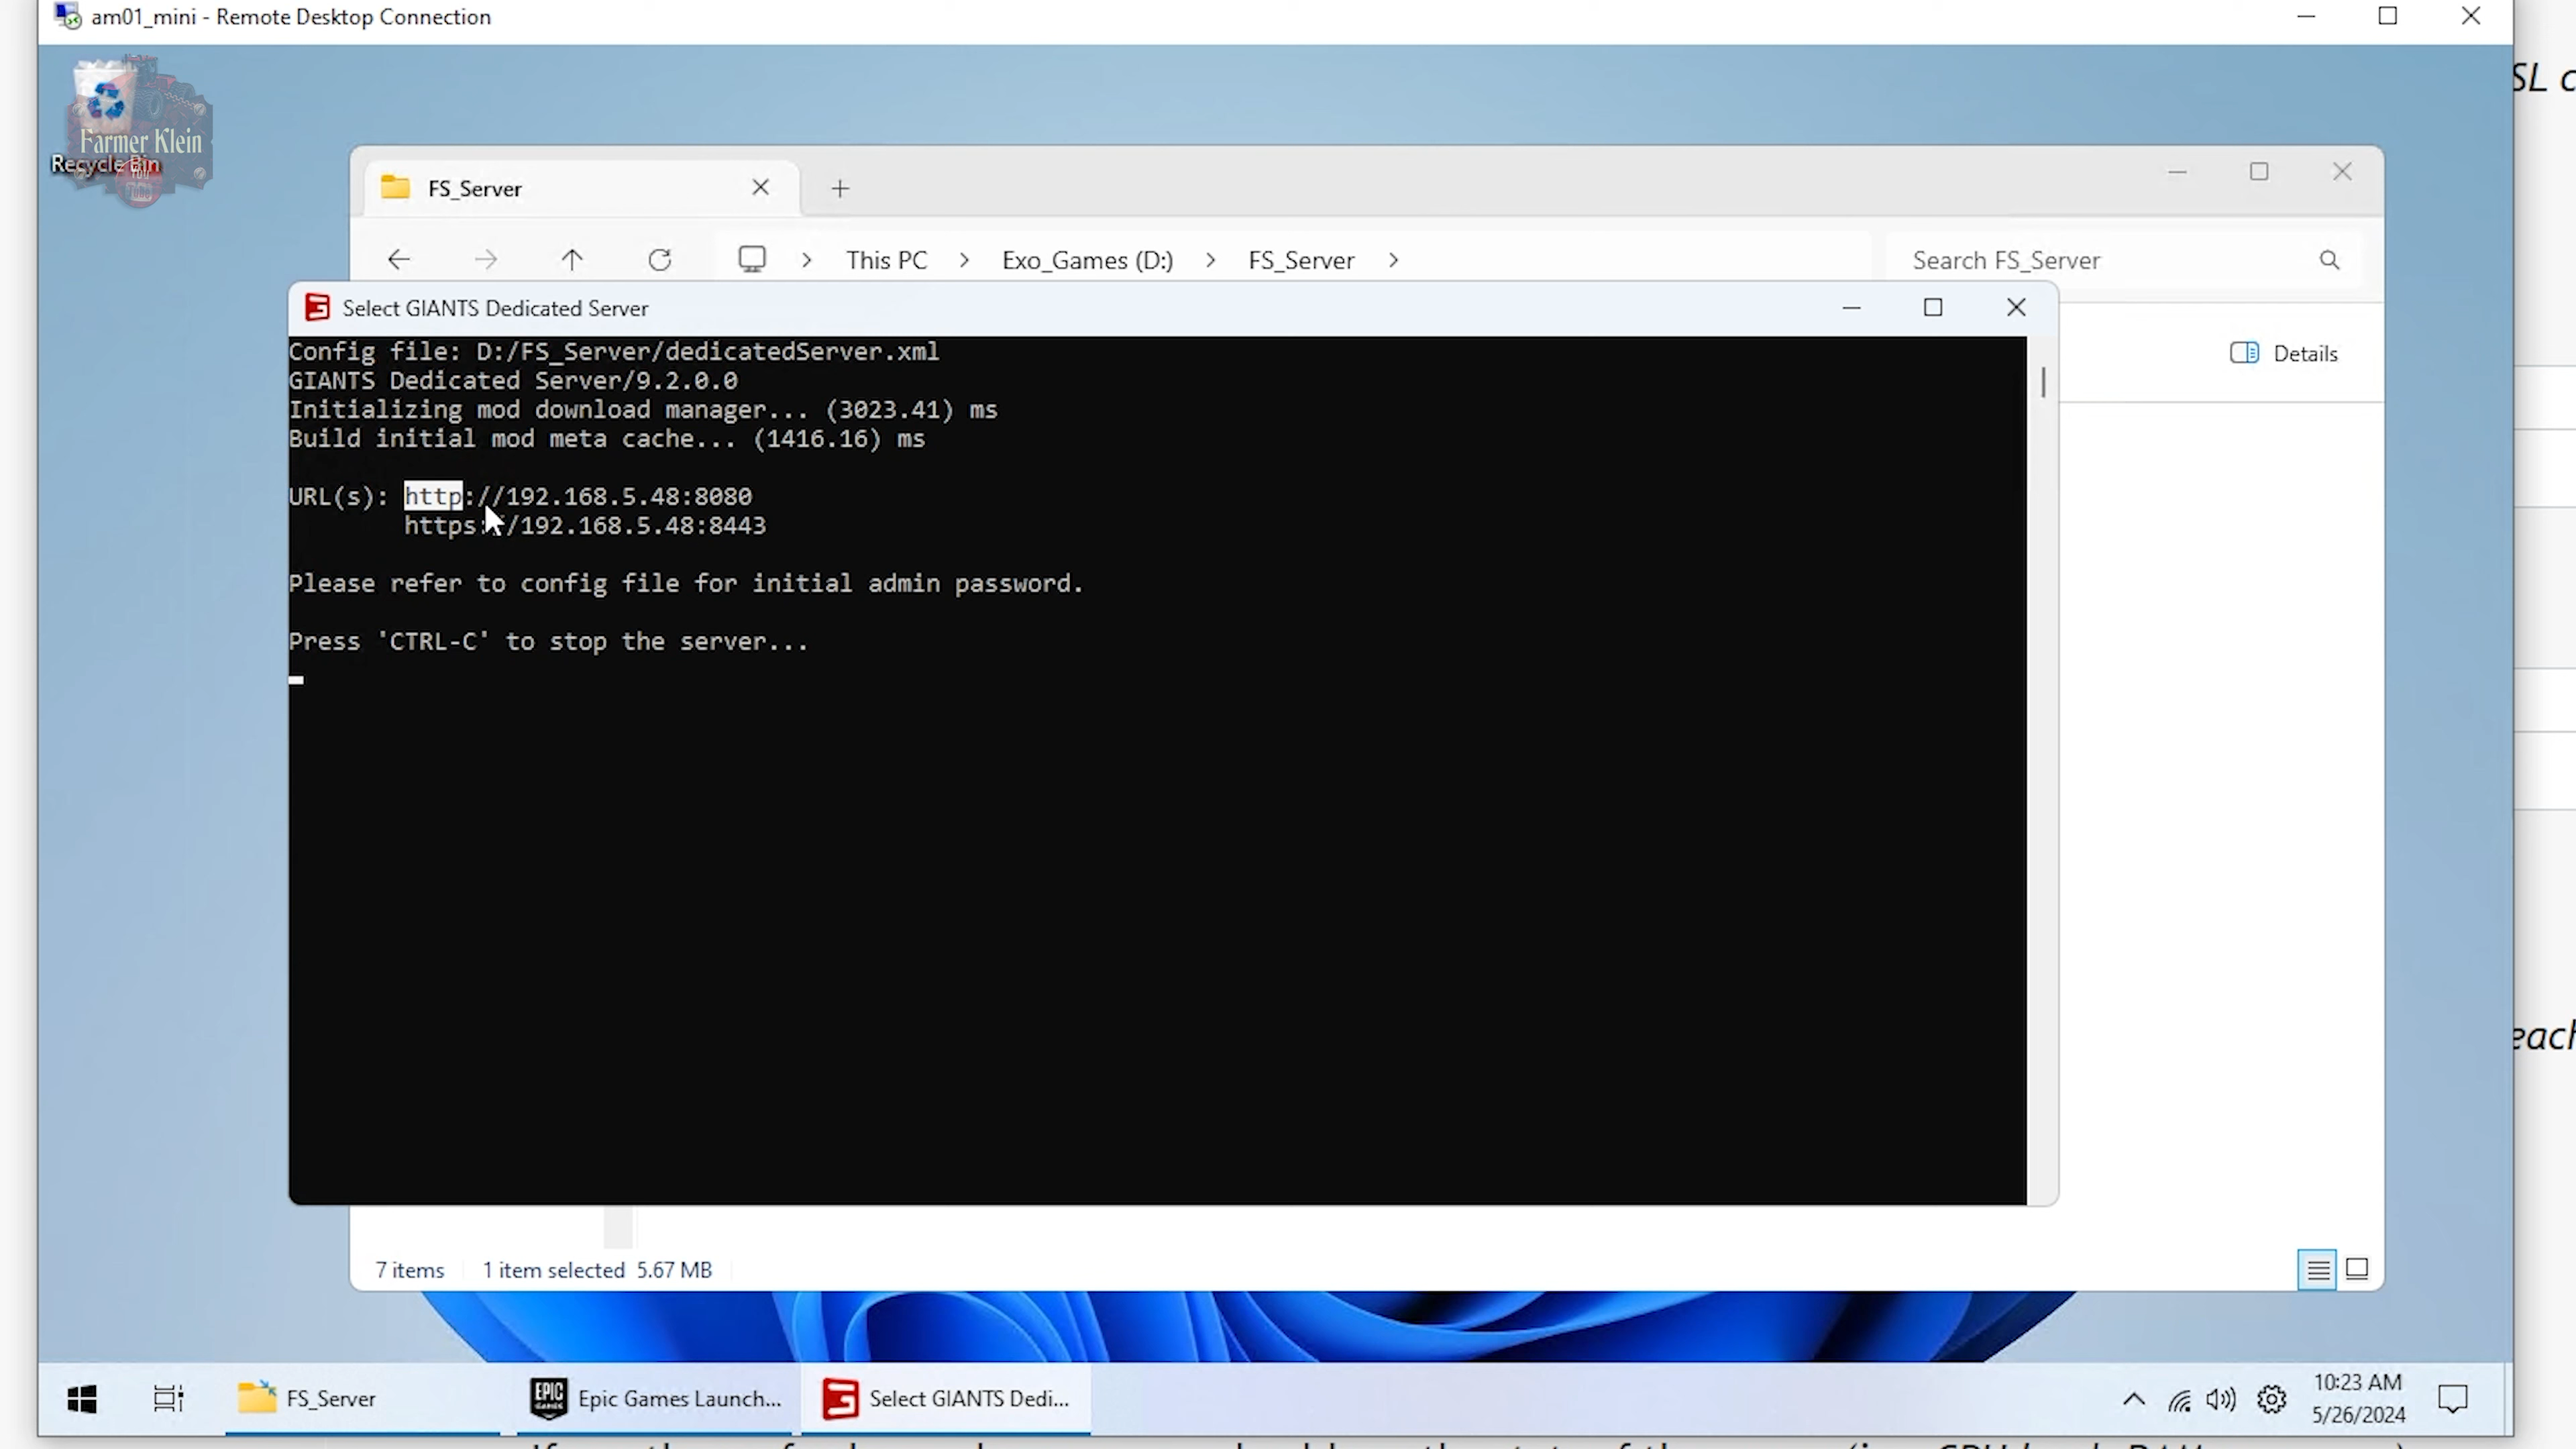 am01_mini - Remote Desktop Connection
SL
Farmer Klein
Recycle Bin
You
Tube
FS_Server
This PC > Exo_Games (D:) > FS_Server >
Search FS_Server
Select GIANTS Dedicated Server
Details
Config file: D:/FS_Server/dedicatedServer.xml
GIANTS Dedicated Server/9.2.0.0
Initializing mod download manager... (3023.41) ms
Build initial mod meta cache... (1416.16) ms
URL(s): http://192.168.5.48:8080
https://192.168.5.48:8443
Please refer to config file for initial admin password.
Press 'CTRL-C' to stop the server...
each
7 items
1 item selected 5.67 MB
FS_Server
EPIC GAMES
Epic Games Launch...
Select GIANTS Dedi...
10:23 AM
5/26/2024